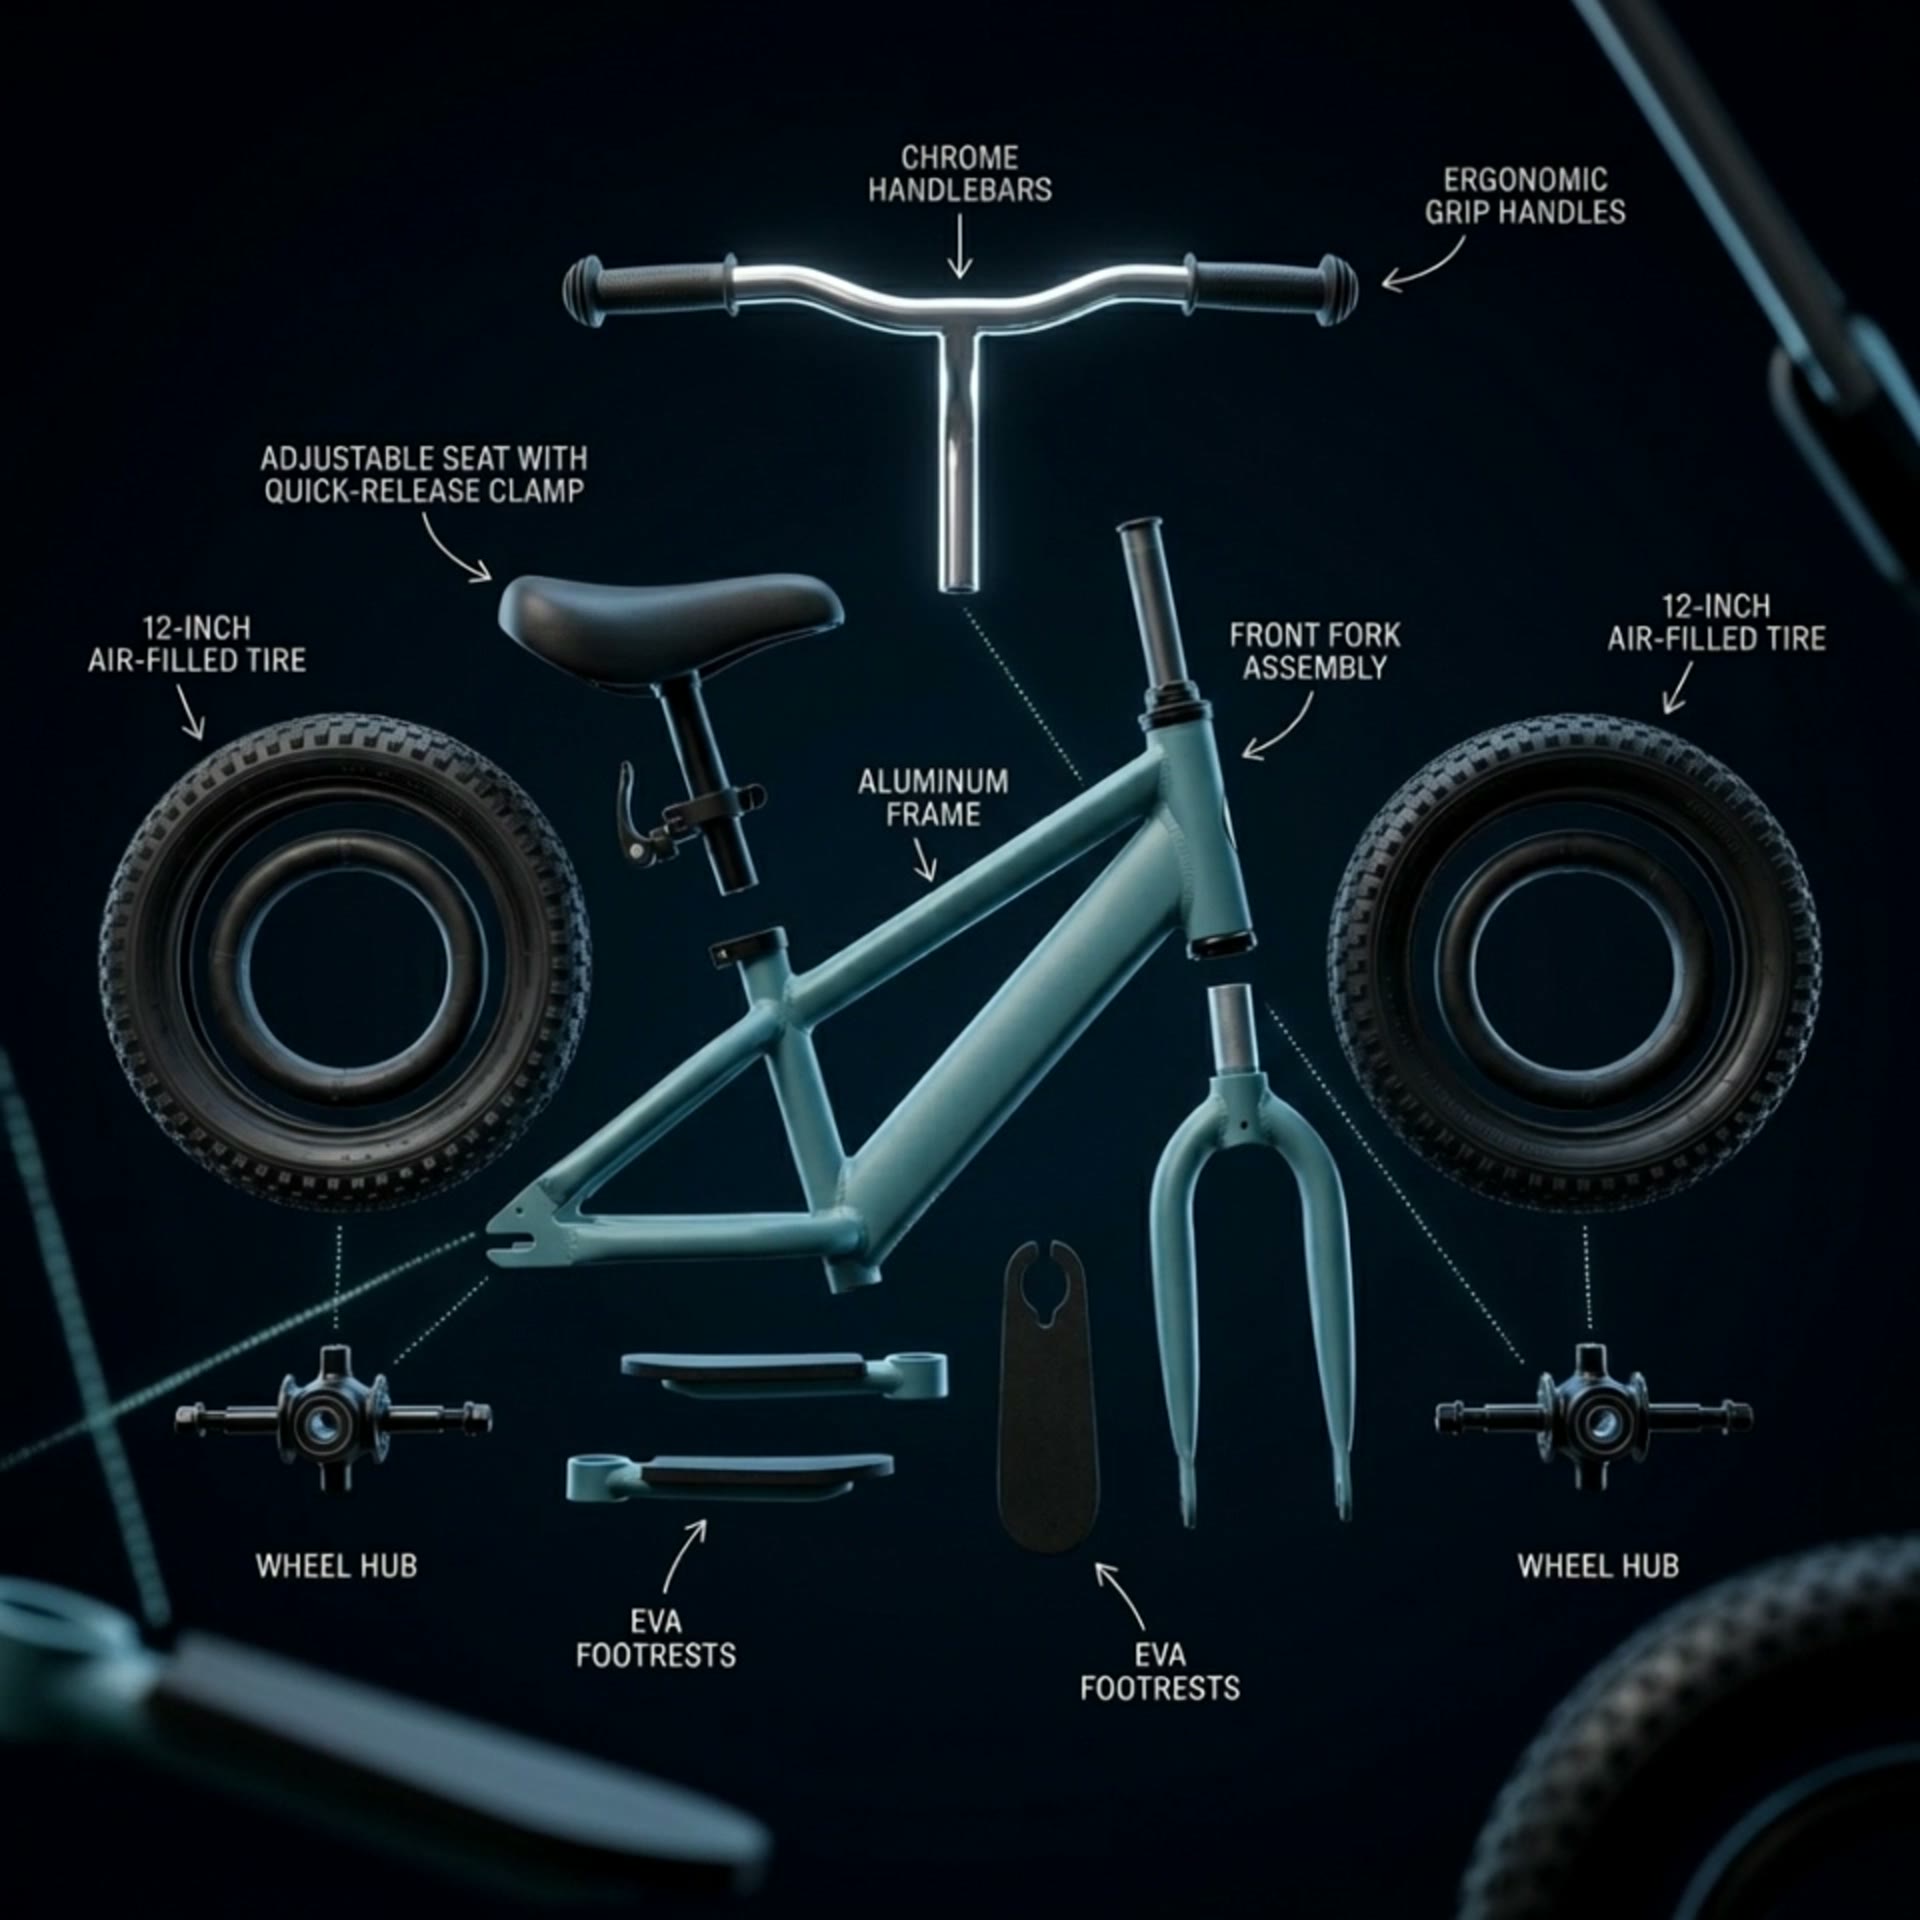 CHROME
HANDLEBARS
ERGONOMIC
GRIP HANDLES
ADJUSTABLE SEAT WITH
QUICK-RELEASE CLAMP
12-INCH
AIR-FILLED TIRE
FRONT FORK
ASSEMBLY
12-INCH
AIR-FILLED TIRE
ALUMINUM
FRAME
WHEEL HUB
EVA
FOOTRESTS
EVA
FOOTRESTS
WHEEL HUB